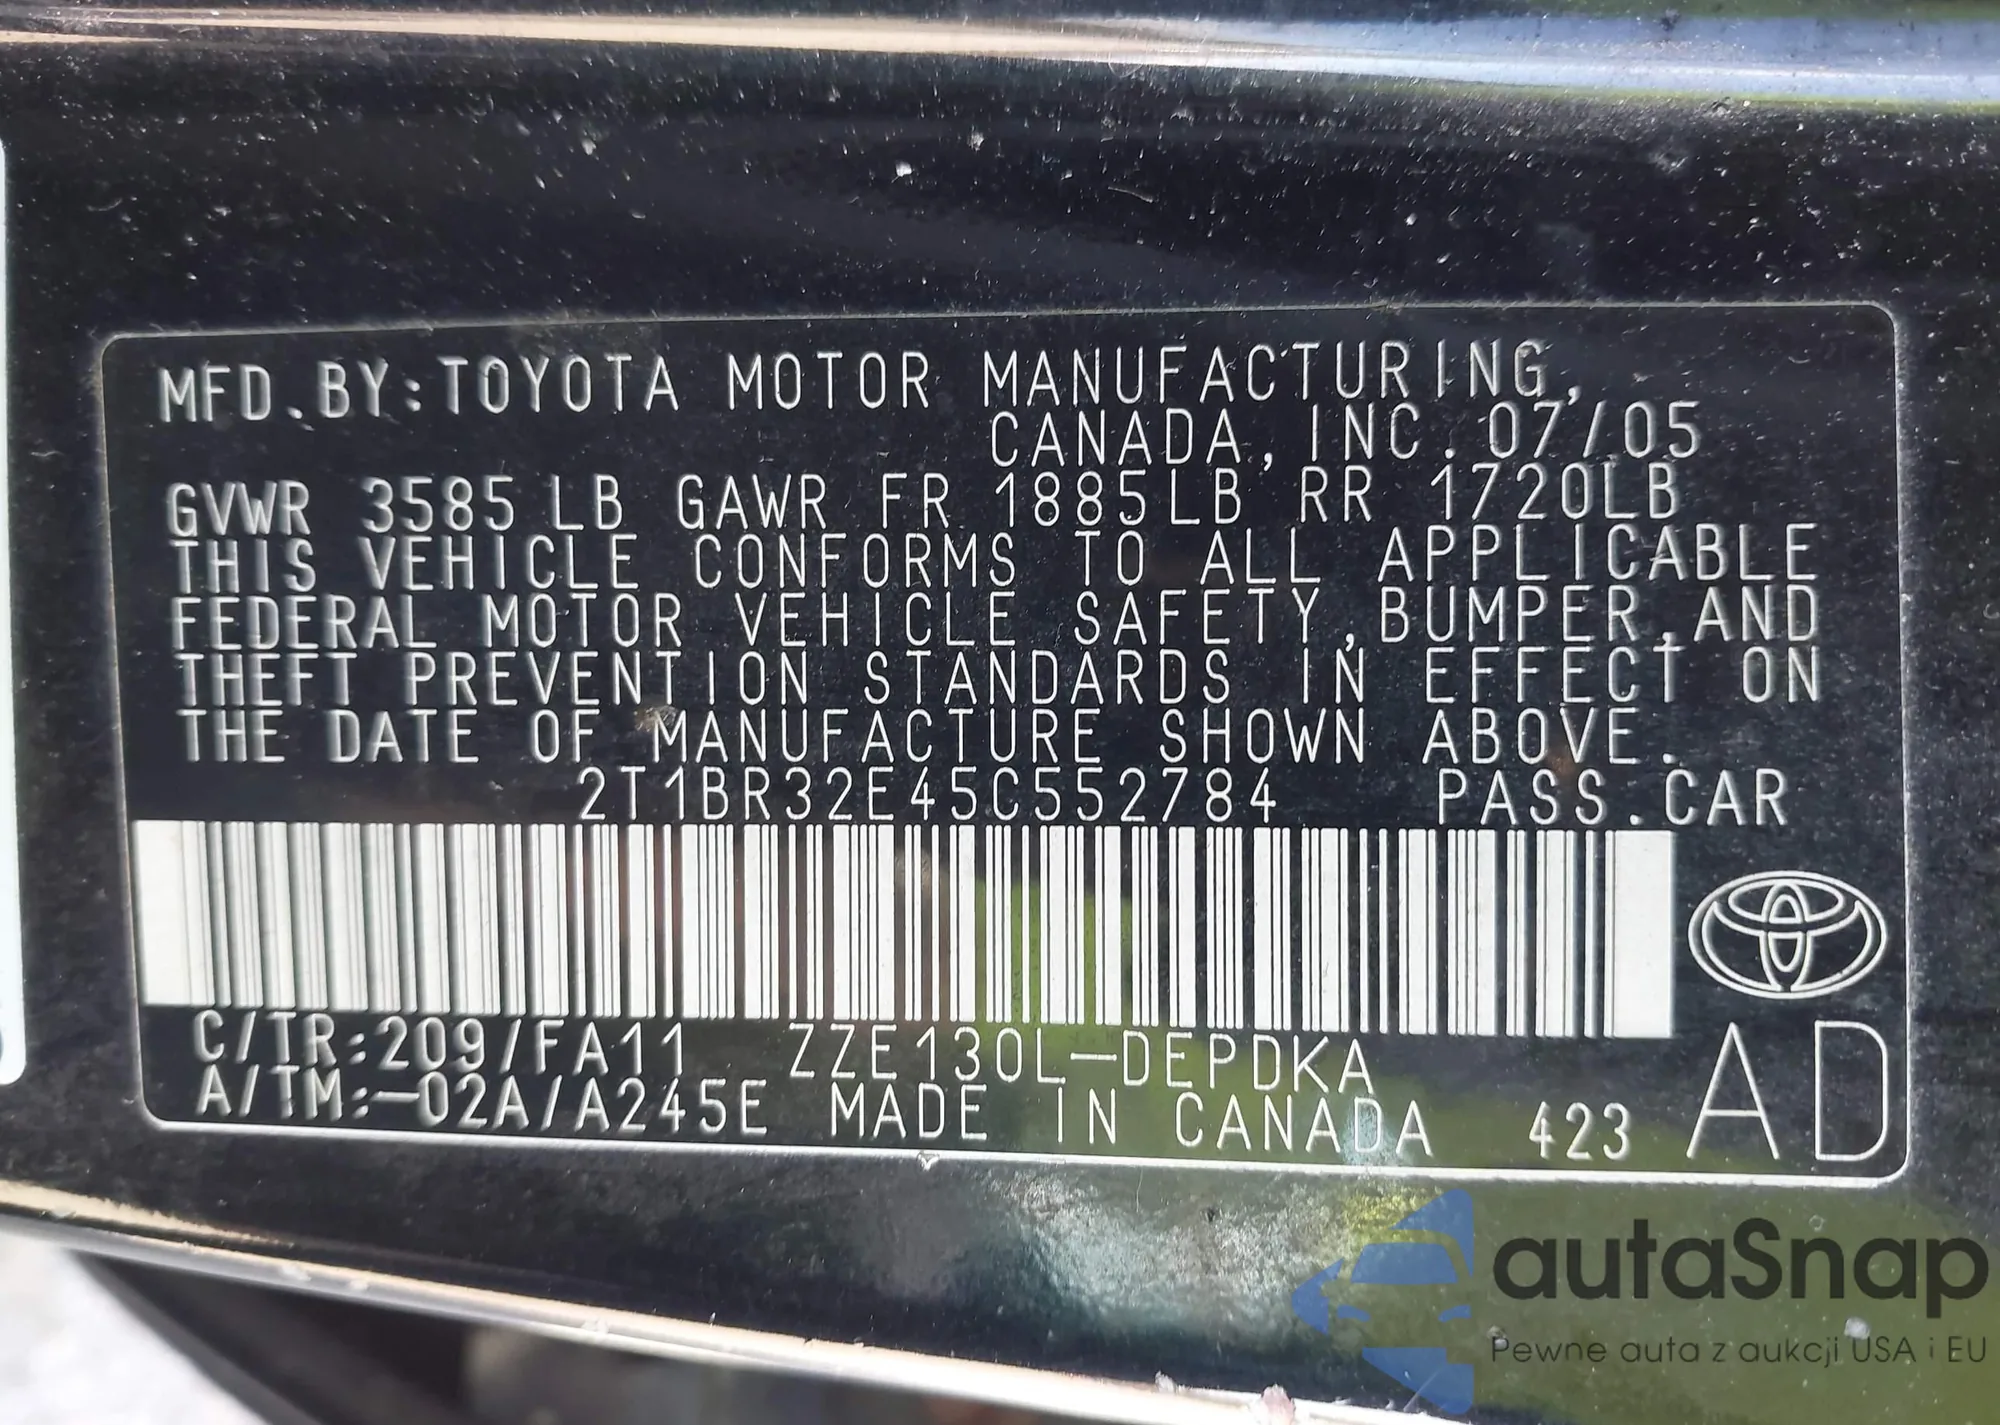 MFD.BY:TOYOTA MOTOR MANUFACTURING,
CANADA,INC.07/05
GVWR 3585LB GAWR FR 1885LB RR 1720LB
THIS VEHICLE CONFORMS TO ALL APPLICABLE
FEDERAL MOTOR VEHICLE SAFETY,BUMPER,AND
THEFT PREVENTION STANDARDS IN EFFECT ON
THE DATE OF MANUFACTURE SHOWN ABOVE.
2T1BR32E45C552784 PASS.CAR
C/TR:209/FA11 ZZE130L-DEPDKA
A/TM:-02A/A245E MADE IN CANADA 423
AD
autaSnap
Pewne auta z aukcji USA i EU